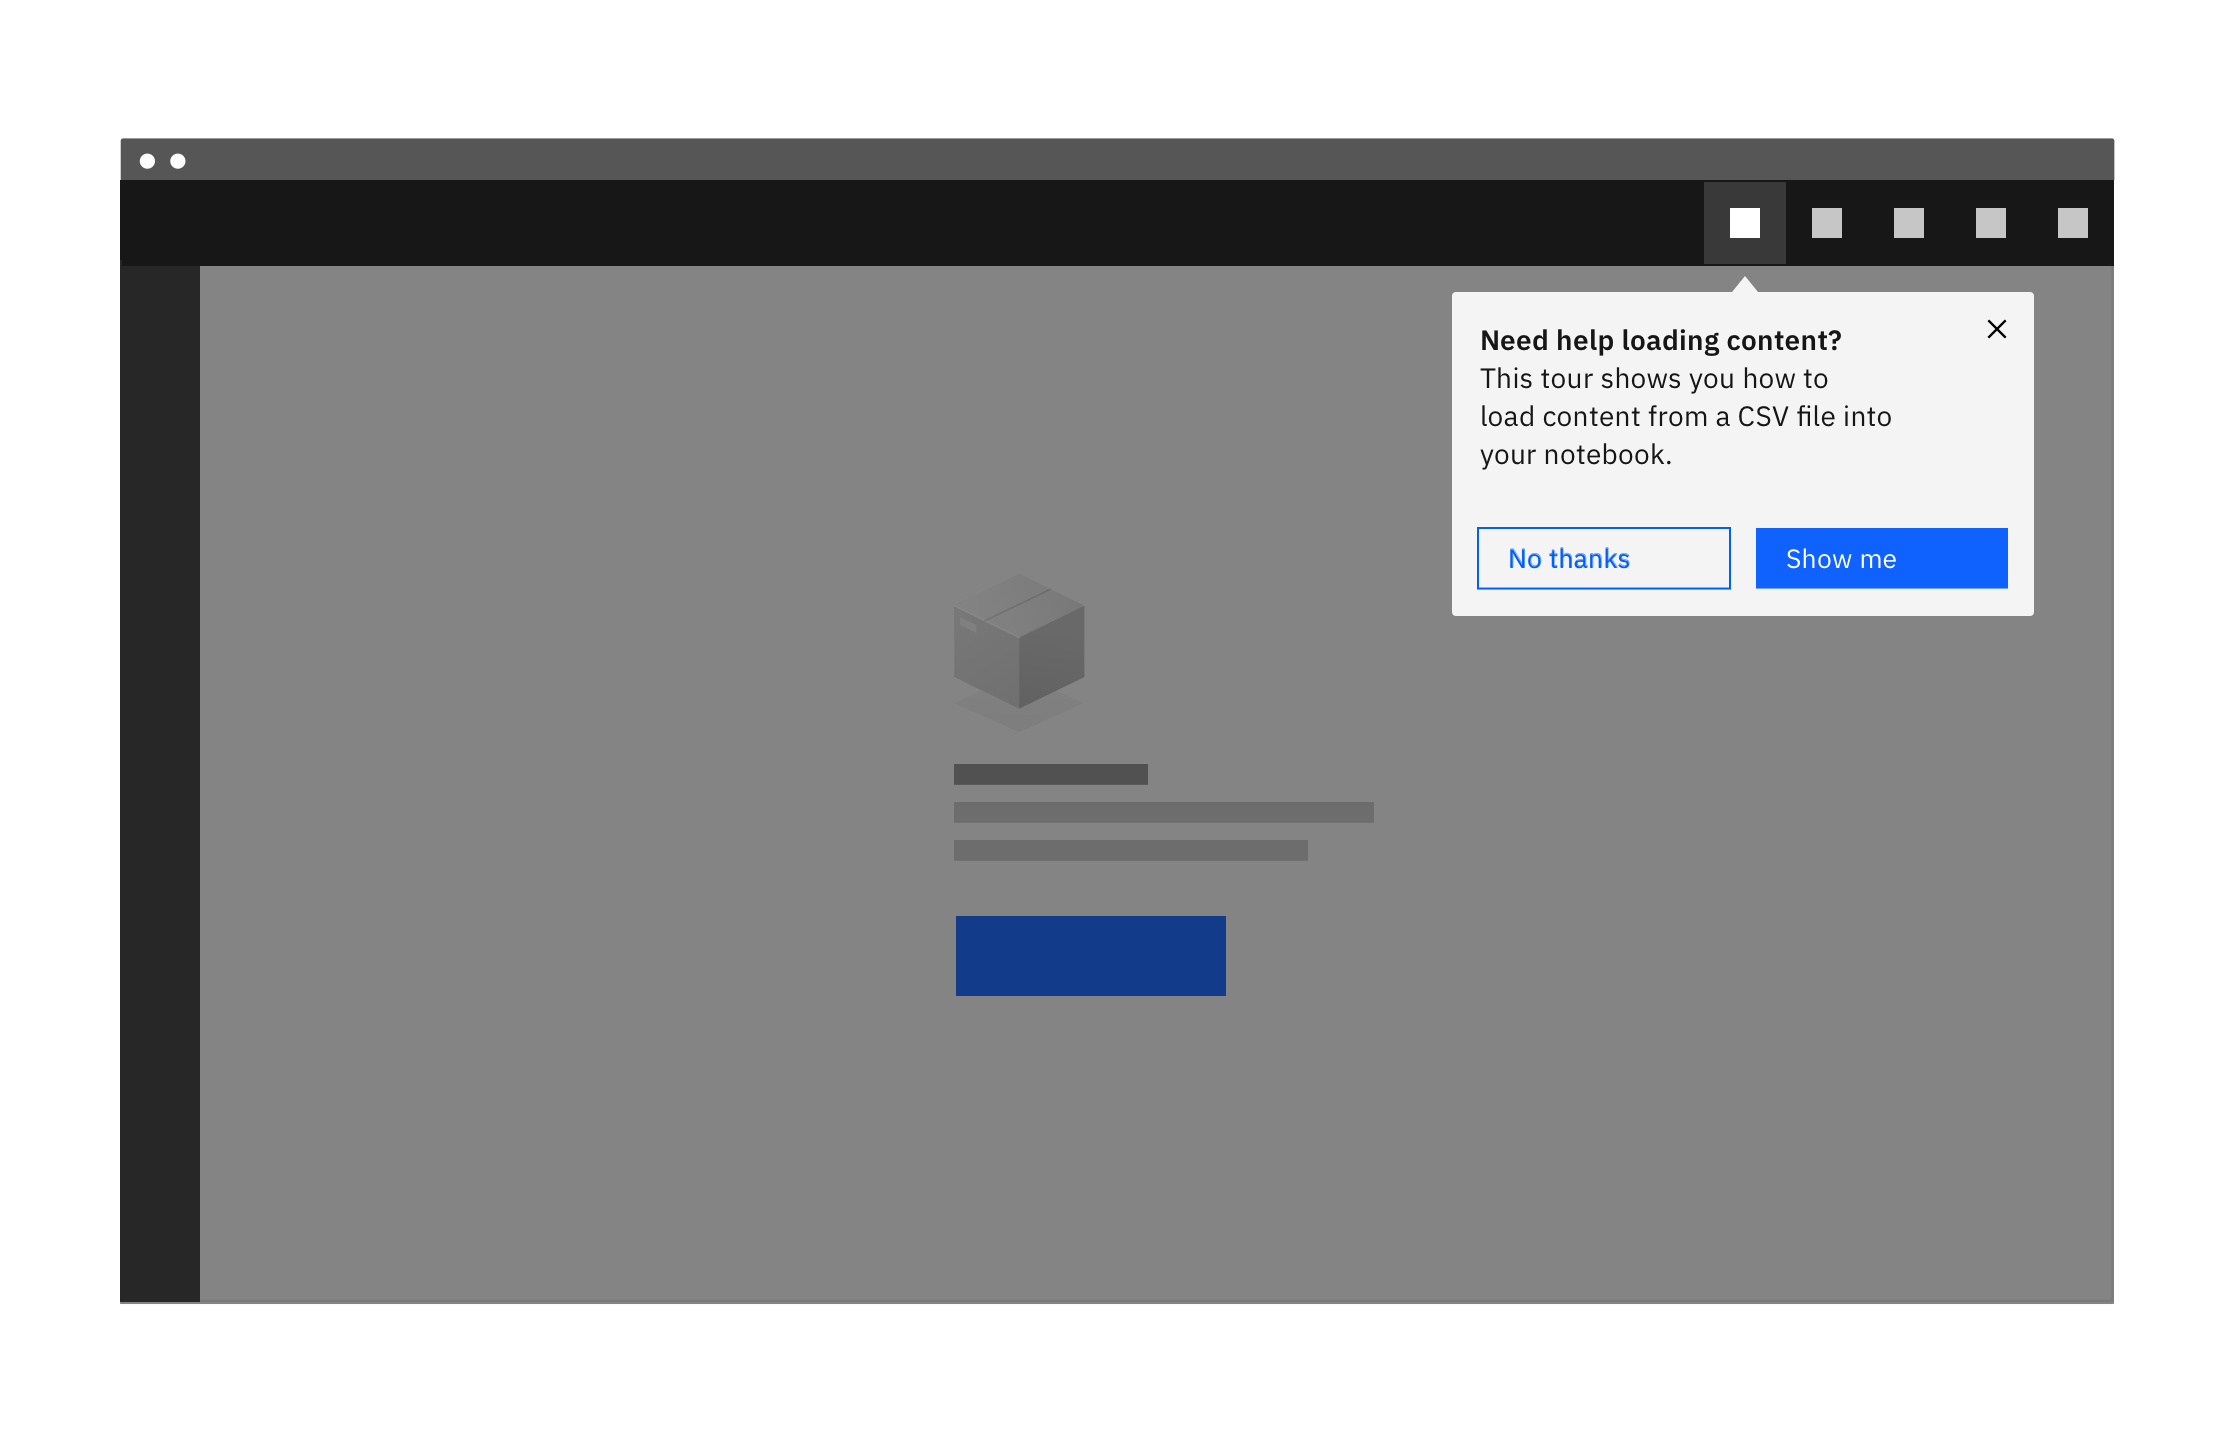 Need help loading content?
This tour shows you how to
load content from a CSV file into
your notebook.
No thanks
Show me